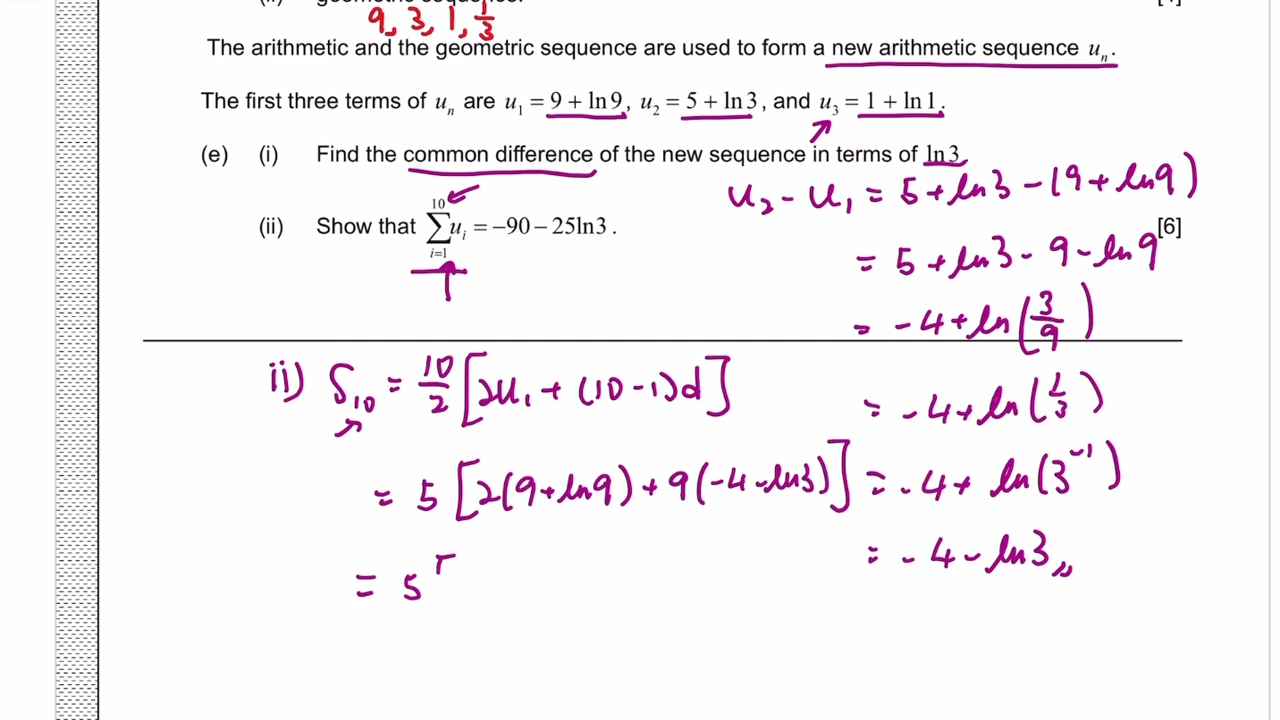 9, 3, 1, 1/3
The arithmetic and the geometric sequence are used to form a new arithmetic sequence uₙ.
The first three terms of uₙ are u₁ = 9 + ln9, u₂ = 5 + ln3, and u₃ = 1 + ln1.
(e) (i) Find the common difference of the new sequence in terms of ln3.
u₂ - u₁ = 5 + ln3 - (9 + ln9)
(ii) Show that ∑_{i=1}^{10} uᵢ = −90 − 25ln3. [6]
= 5 + ln3 - 9 - ln9
= -4 + ln(3/9)
ii) S₁₀ = 10/2 [2u₁ + (10-1)d]
= -4 + ln(1/3)
= 5 [2(9+ln9) + 9(-4-ln3)]
= -4 + ln(3⁻¹)
= -4 - ln3
= 5